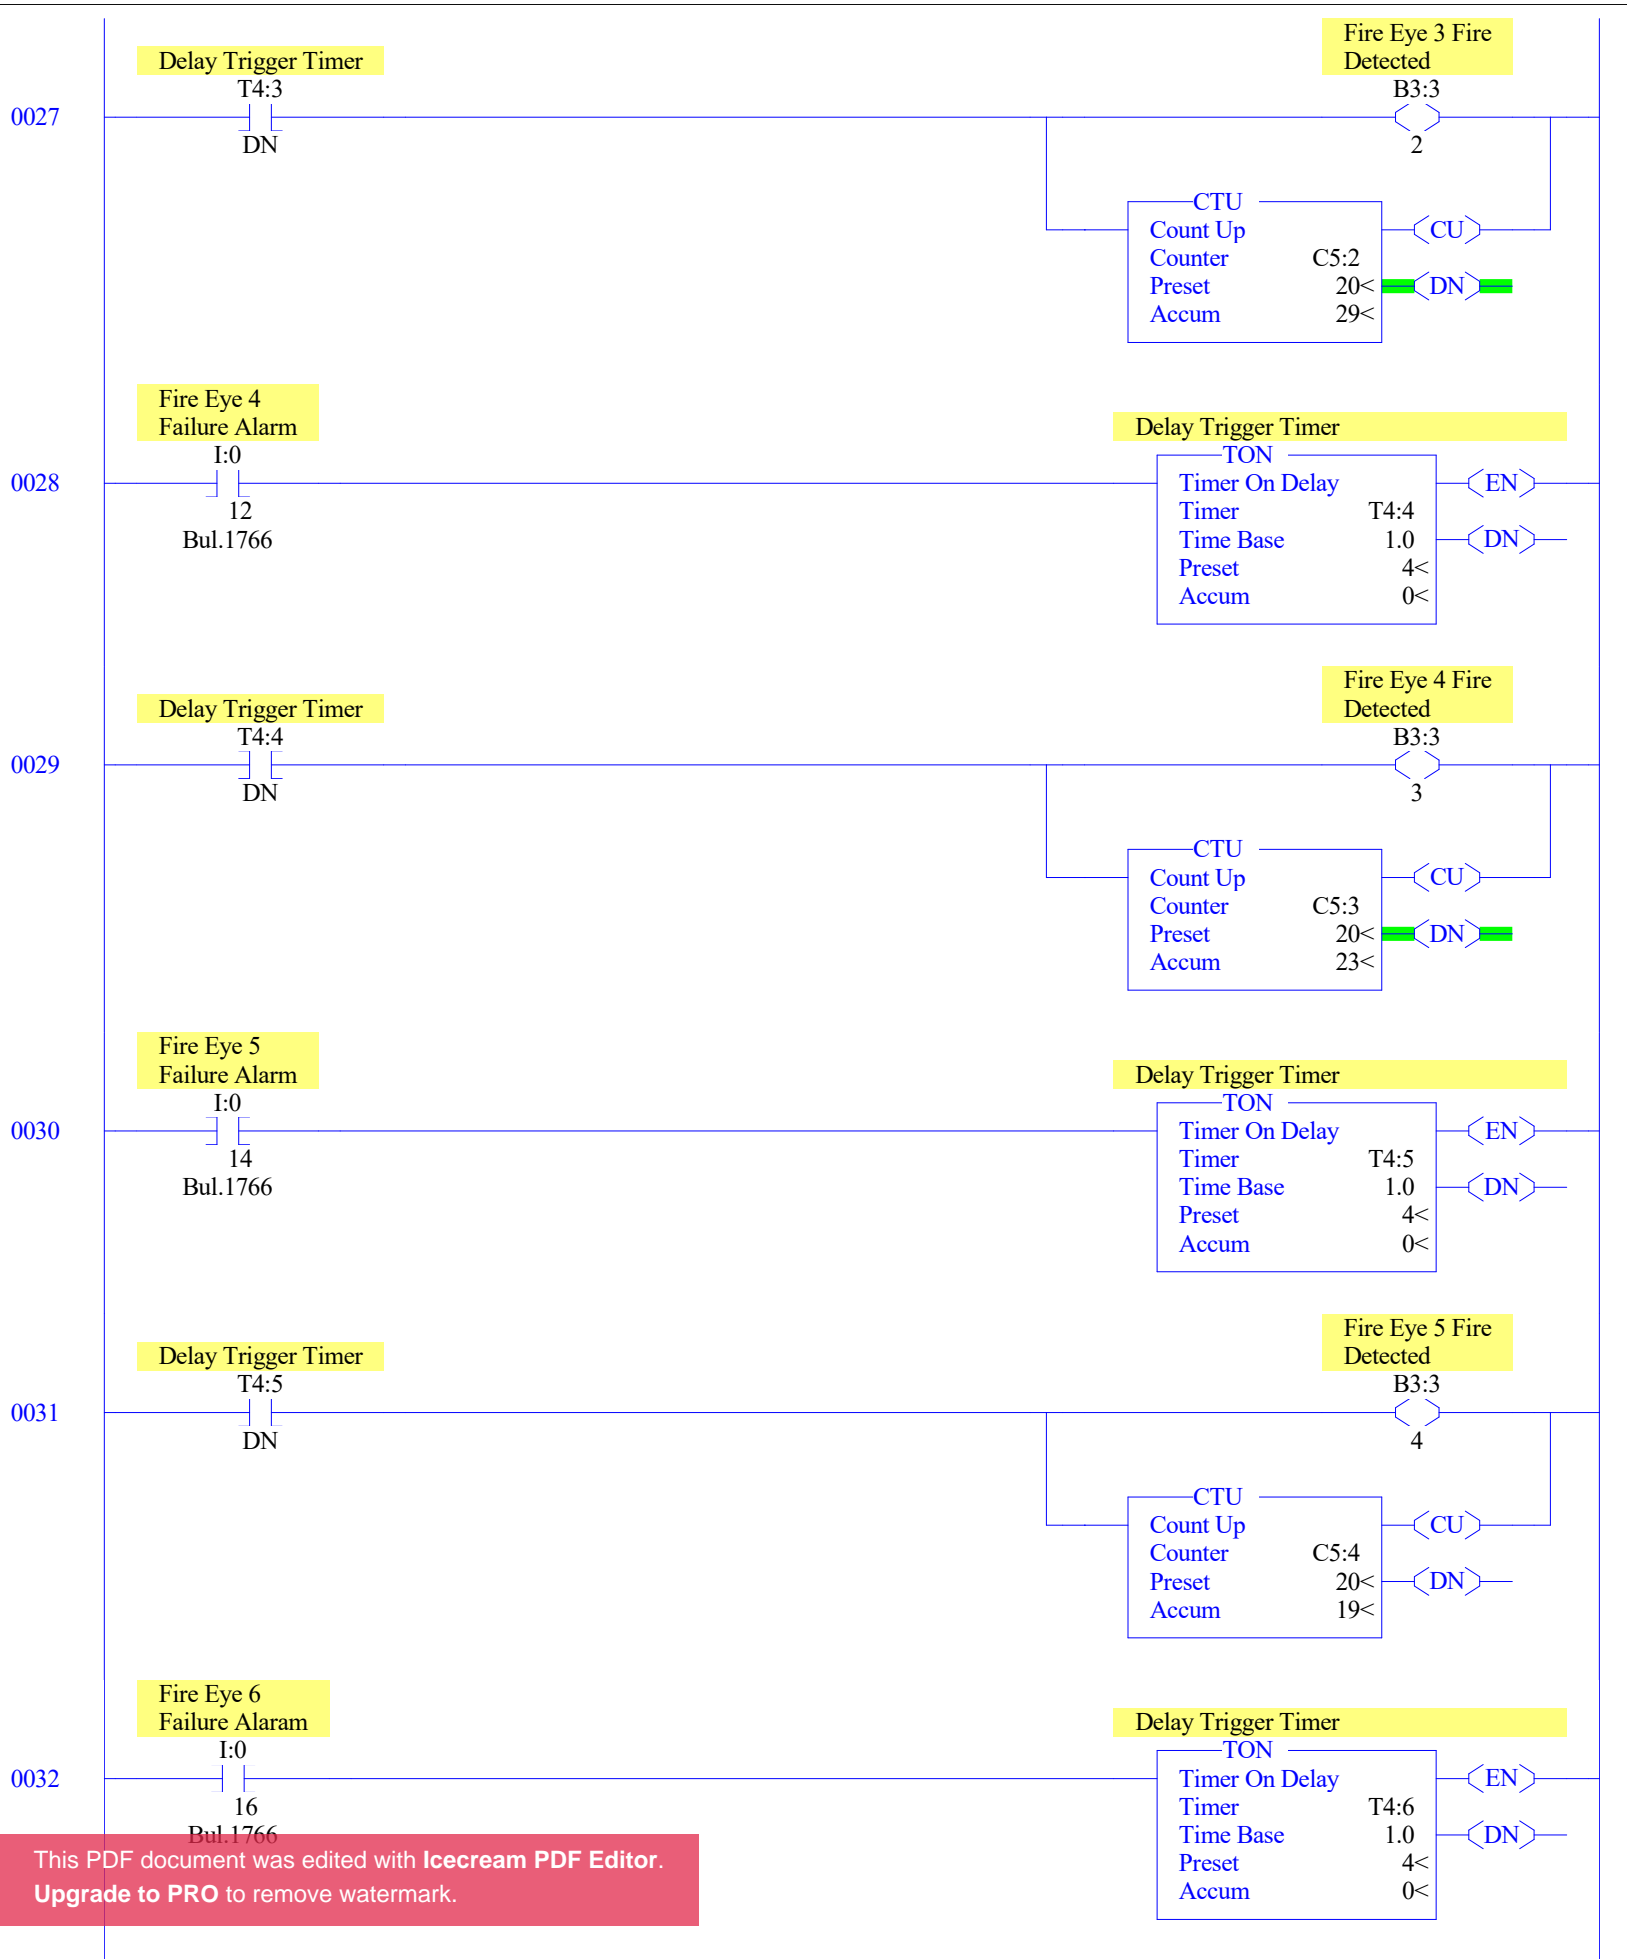 Fire Eye 3 Fire
Detected
Delay Trigger Timer
T4:3
B3:3
0027
DN
2
CTU
Count Up
CU
Counter C5:2
Preset 20<
DN
Accum 29<
Fire Eye 4
Failure Alarm
Delay Trigger Timer
I:0
TON
0028
Timer On Delay
EN
12
Timer T4:4
Bul.1766
Time Base 1.0
DN
Preset 4<
Accum 0<
Fire Eye 4 Fire
Detected
Delay Trigger Timer
T4:4
B3:3
0029
DN
3
CTU
Count Up
CU
Counter C5:3
Preset 20<
DN
Accum 23<
Fire Eye 5
Failure Alarm
Delay Trigger Timer
I:0
TON
0030
Timer On Delay
EN
14
Timer T4:5
Bul.1766
Time Base 1.0
DN
Preset 4<
Accum 0<
Fire Eye 5 Fire
Detected
Delay Trigger Timer
T4:5
B3:3
0031
DN
4
CTU
Count Up
CU
Counter C5:4
Preset 20<
DN
Accum 19<
Fire Eye 6
Failure Alaram
Delay Trigger Timer
I:0
TON
0032
Timer On Delay
EN
16
Timer T4:6
Bul.1766
Time Base 1.0
DN
Preset 4<
Accum 0<
This PDF document was edited with Icecream PDF Editor.
Upgrade to PRO to remove watermark.